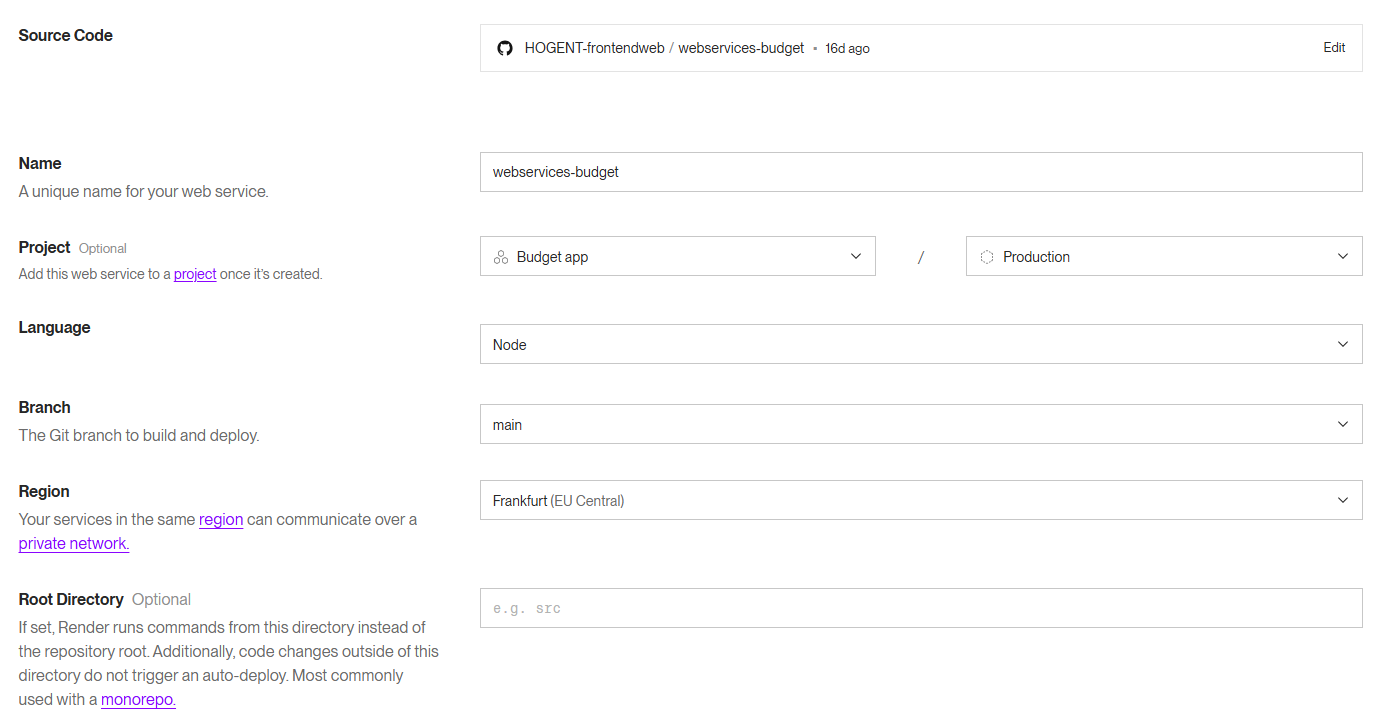 Source Code
HOGENT-frontendweb / webservices-budget • 16d ago
Edit
Name
A unique name for your web service.
webservices-budget
Project Optional
Add this web service to a project once it's created.
Budget app
/
Production
Language
Node
Branch
The Git branch to build and deploy.
main
Region
Your services in the same region can communicate over a
private network.
Frankfurt (EU Central)
Root Directory Optional
If set, Render runs commands from this directory instead of
the repository root. Additionally, code changes outside of this
directory do not trigger an auto-deploy. Most commonly
used with a monorepo.
e.g. src